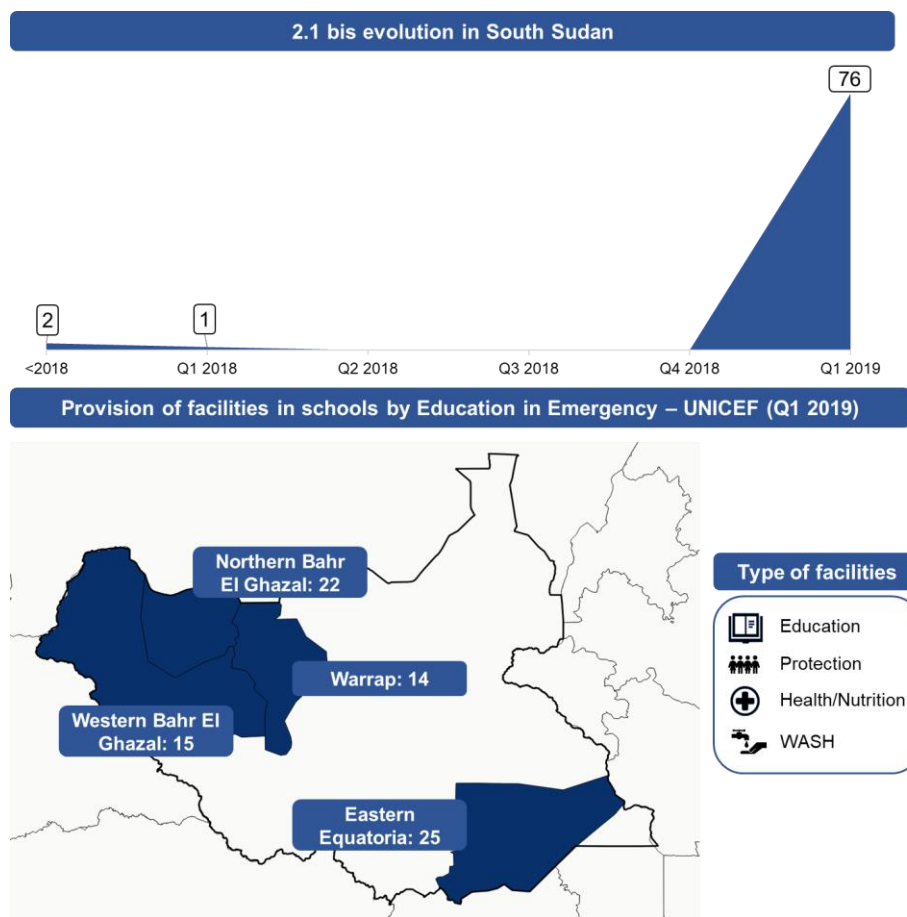 2.1 bis evolution in South Sudan
76
2
1
<2018
Q1 2018
Q2 2018
Q3 2018
Q4 2018
Q1 2019
Provision of facilities in schools by Education in Emergency – UNICEF (Q1 2019)
Northern Bahr
El Ghazal: 22
Warrap: 14
Western Bahr El
Ghazal: 15
Eastern
Equatoria: 25
Type of facilities
Education
Protection
Health/Nutrition
WASH